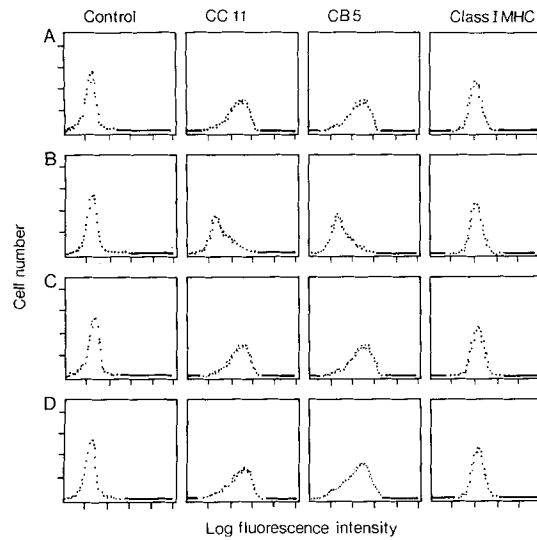 Control CC 11 CB 5 Class I MHC
A
B
C
D
Cell number
Log fluorescence intensity